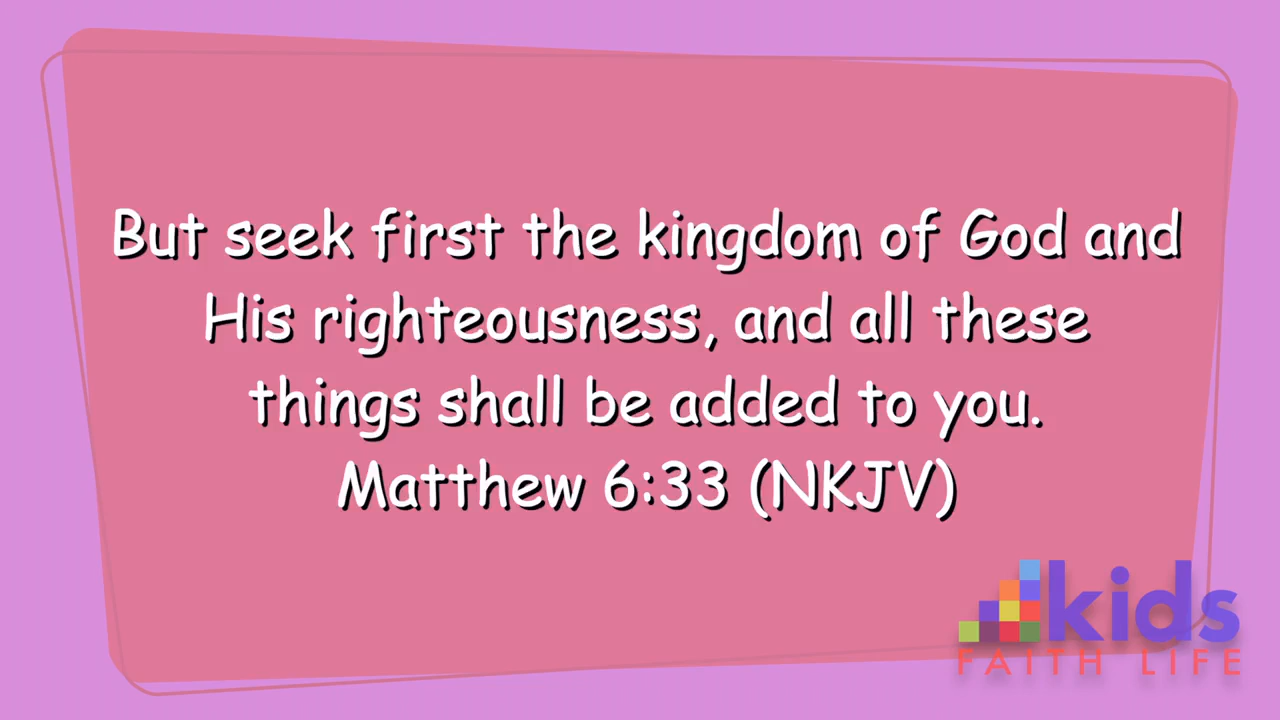 But seek first the kingdom of God and
His righteousness, and all these
things shall be added to you.
Matthew 6:33 (NKJV)
kids
FAITH LIFE